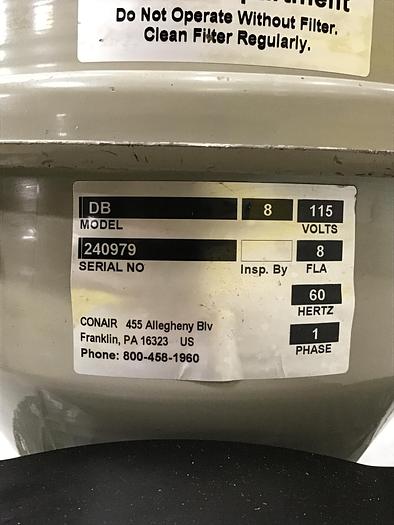 Do Not Operate Without Filter.
Clean Filter Regularly.
DB 8 115
MODEL VOLTS
240979 8
SERIAL NO Insp. By FLA
60
HERTZ
CONAIR 455 Allegheny Blv 1
Franklin, PA 16323 US PHASE
Phone: 800-458-1960